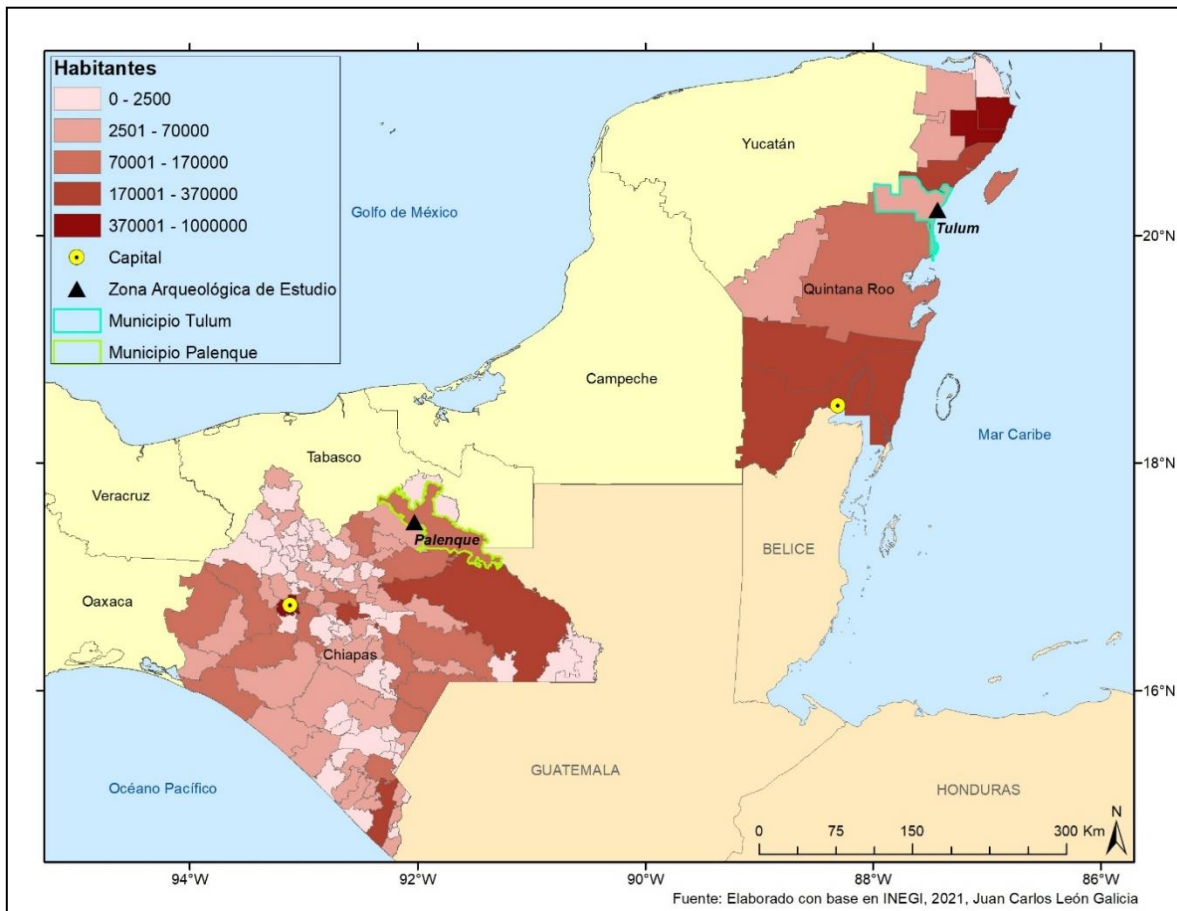 Habitantes
0 - 2500
2501 - 70000
70001 - 170000
170001 - 370000
370001 - 1000000
Capital
Zona Arqueológica de Estudio
Municipio Tulum
Municipio Palenque
Golfo de México
Yucatán
Tulum
Quintana Roo
Campeche
Mar Caribe
Tabasco
Veracruz
Palenque
BELICE
Oaxaca
Chiapas
GUATEMALA
Océano Pacífico
HONDURAS
20°N
18°N
16°N
N
0 75 150 300 Km
94°W 92°W 90°W 88°W 86°W
Fuente: Elaborado con base en INEGI, 2021, Juan Carlos León Galicia